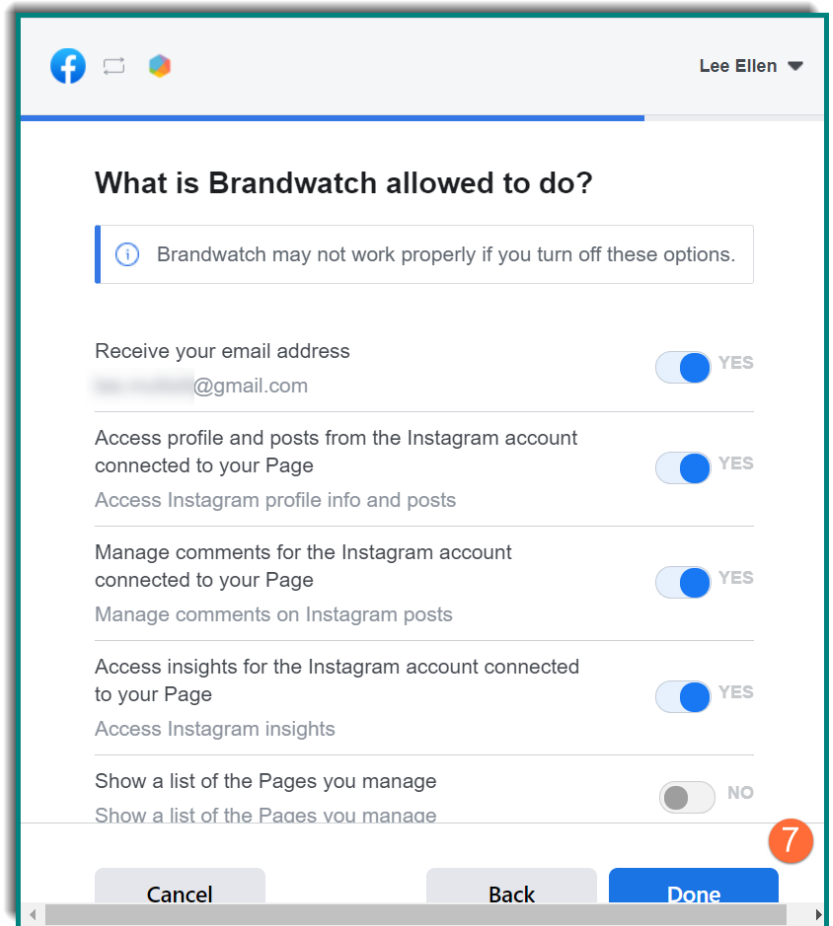 Lee Ellen
What is Brandwatch allowed to do?
Brandwatch may not work properly if you turn off these options.
Receive your email address
YES
@gmail.com
Access profile and posts from the Instagram account
connected to your Page
YES
Access Instagram profile info and posts
Manage comments for the Instagram account
connected to your Page
YES
Manage comments on Instagram posts
Access insights for the Instagram account connected
to your Page
YES
Access Instagram insights
Show a list of the Pages you manage
NO
Show a list of the Pages you manage
7
Cancel
Back
Done